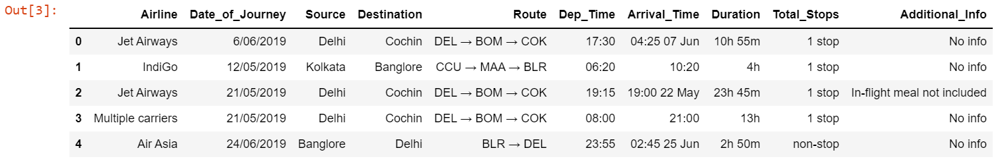 Out[3]:
Airline Date_of_Journey Source Destination Route Dep_Time Arrival_Time Duration Total_Stops Additional_Info
0 Jet Airways 6/06/2019 Delhi Cochin DEL → BOM → COK 17:30 04:25 07 Jun 10h 55m 1 stop No info
1 IndiGo 12/05/2019 Kolkata Banglore CCU → MAA → BLR 06:20 10:20 4h 1 stop No info
2 Jet Airways 21/05/2019 Delhi Cochin DEL → BOM → COK 19:15 19:00 22 May 23h 45m 1 stop In-flight meal not included
3 Multiple carriers 21/05/2019 Delhi Cochin DEL → BOM → COK 08:00 21:00 13h 1 stop No info
4 Air Asia 24/06/2019 Banglore Delhi BLR → DEL 23:55 02:45 25 Jun 2h 50m non-stop No info